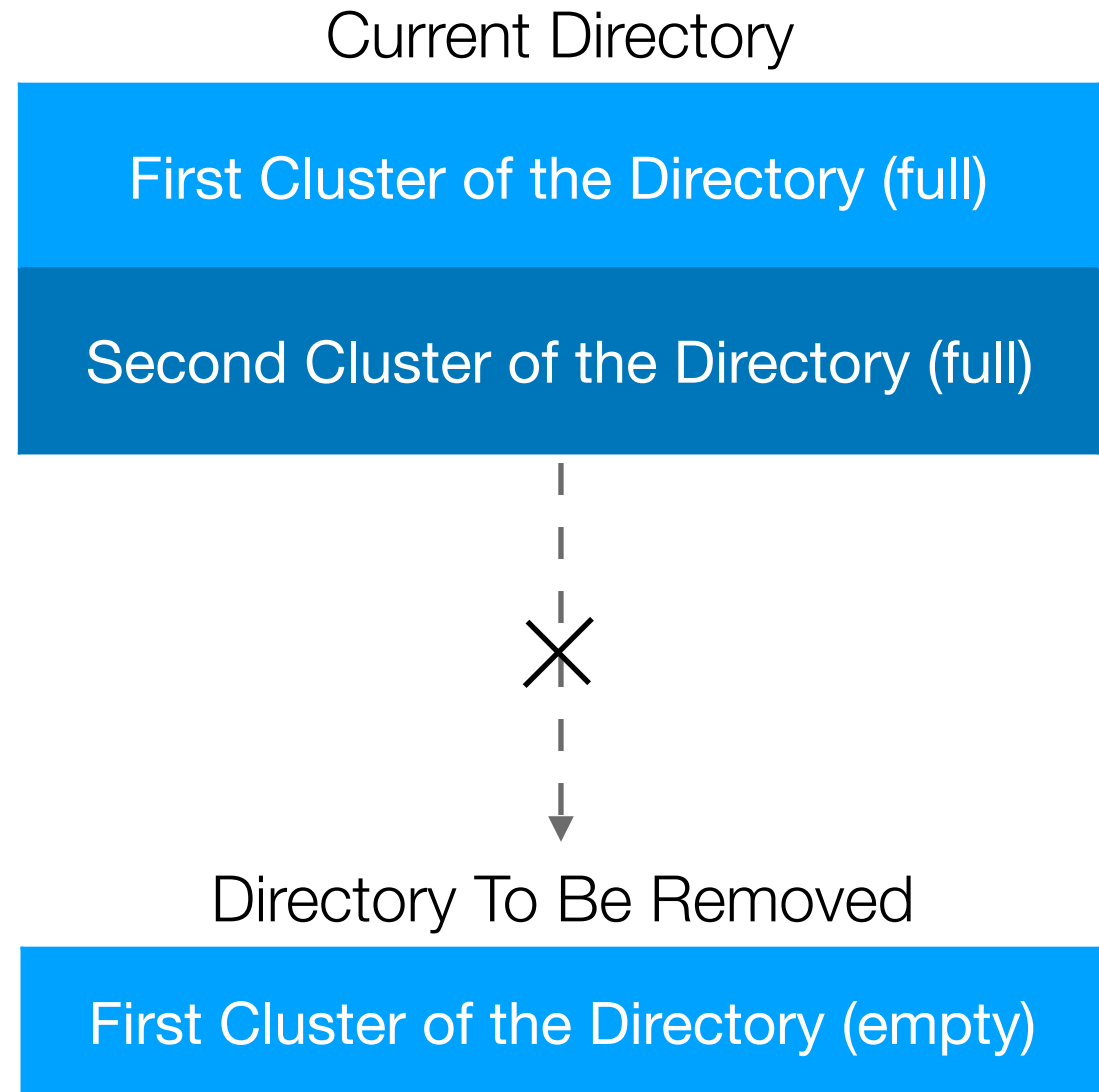 Current Directory
First Cluster of the Directory (full)
Second Cluster of the Directory (full)
Directory To Be Removed
First Cluster of the Directory (empty)